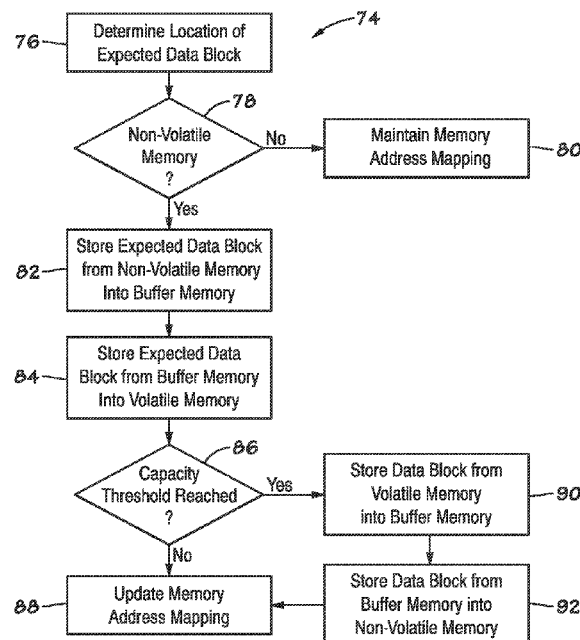 74
76
Determine Location of
Expected Data Block
78
Non-Volatile
Memory
?
No
Maintain Memory
Address Mapping
80
Yes
82
Store Expected Data Block
from Non-Volatile Memory
Into Buffer Memory
84
Store Expected Data
Block from Buffer Memory
Into Volatile Memory
86
Capacity
Threshold Reached
?
Yes
Store Data Block from
Volatile Memory
into Buffer Memory
90
No
88
Update Memory
Address Mapping
Store Data Block from
Buffer Memory into
Non-Volatile Memory
92